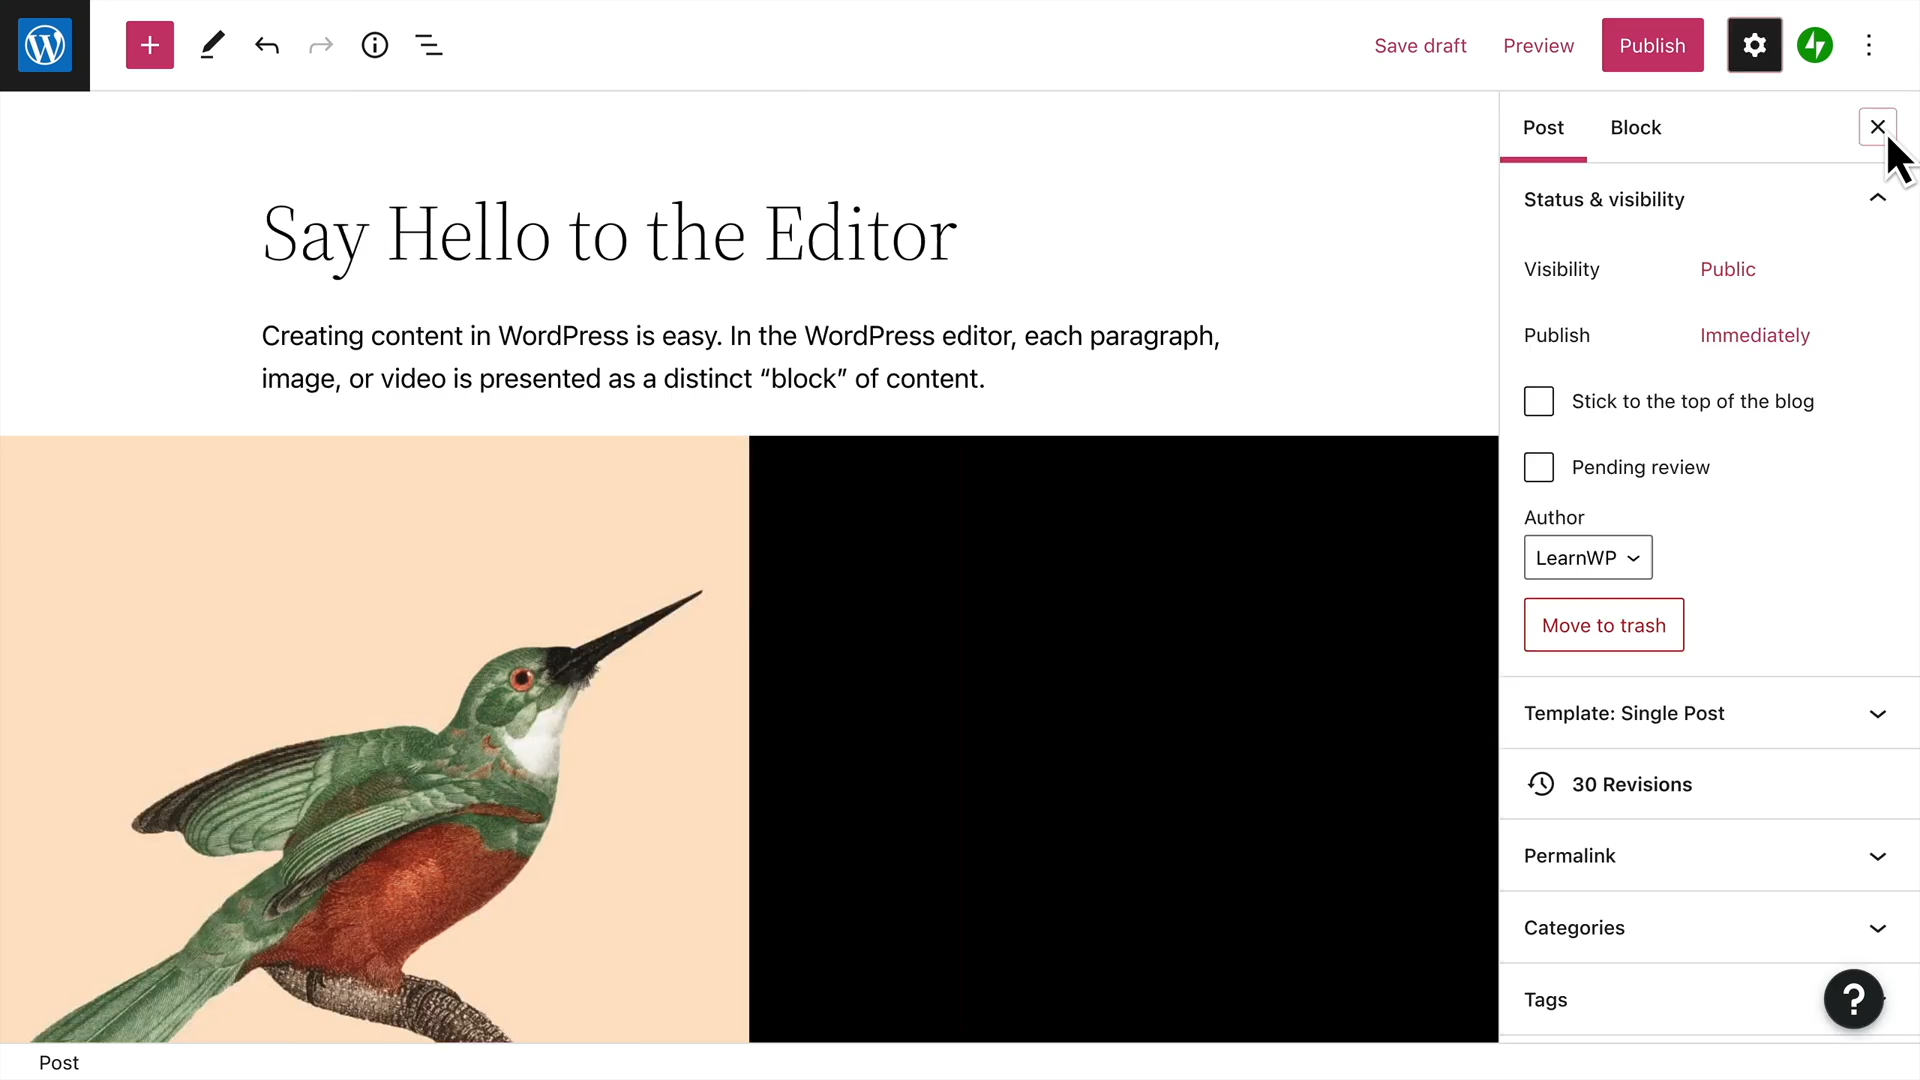 Save draft
Preview
Publish
Post
Block
Say Hello to the Editor
Creating content in WordPress is easy. In the WordPress editor, each paragraph,
image, or video is presented as a distinct “block” of content.
Status & visibility
Visibility
Public
Publish
Immediately
Stick to the top of the blog
Pending review
Author
LearnWP
Move to trash
Template: Single Post
30 Revisions
Permalink
Categories
Tags
?
Post